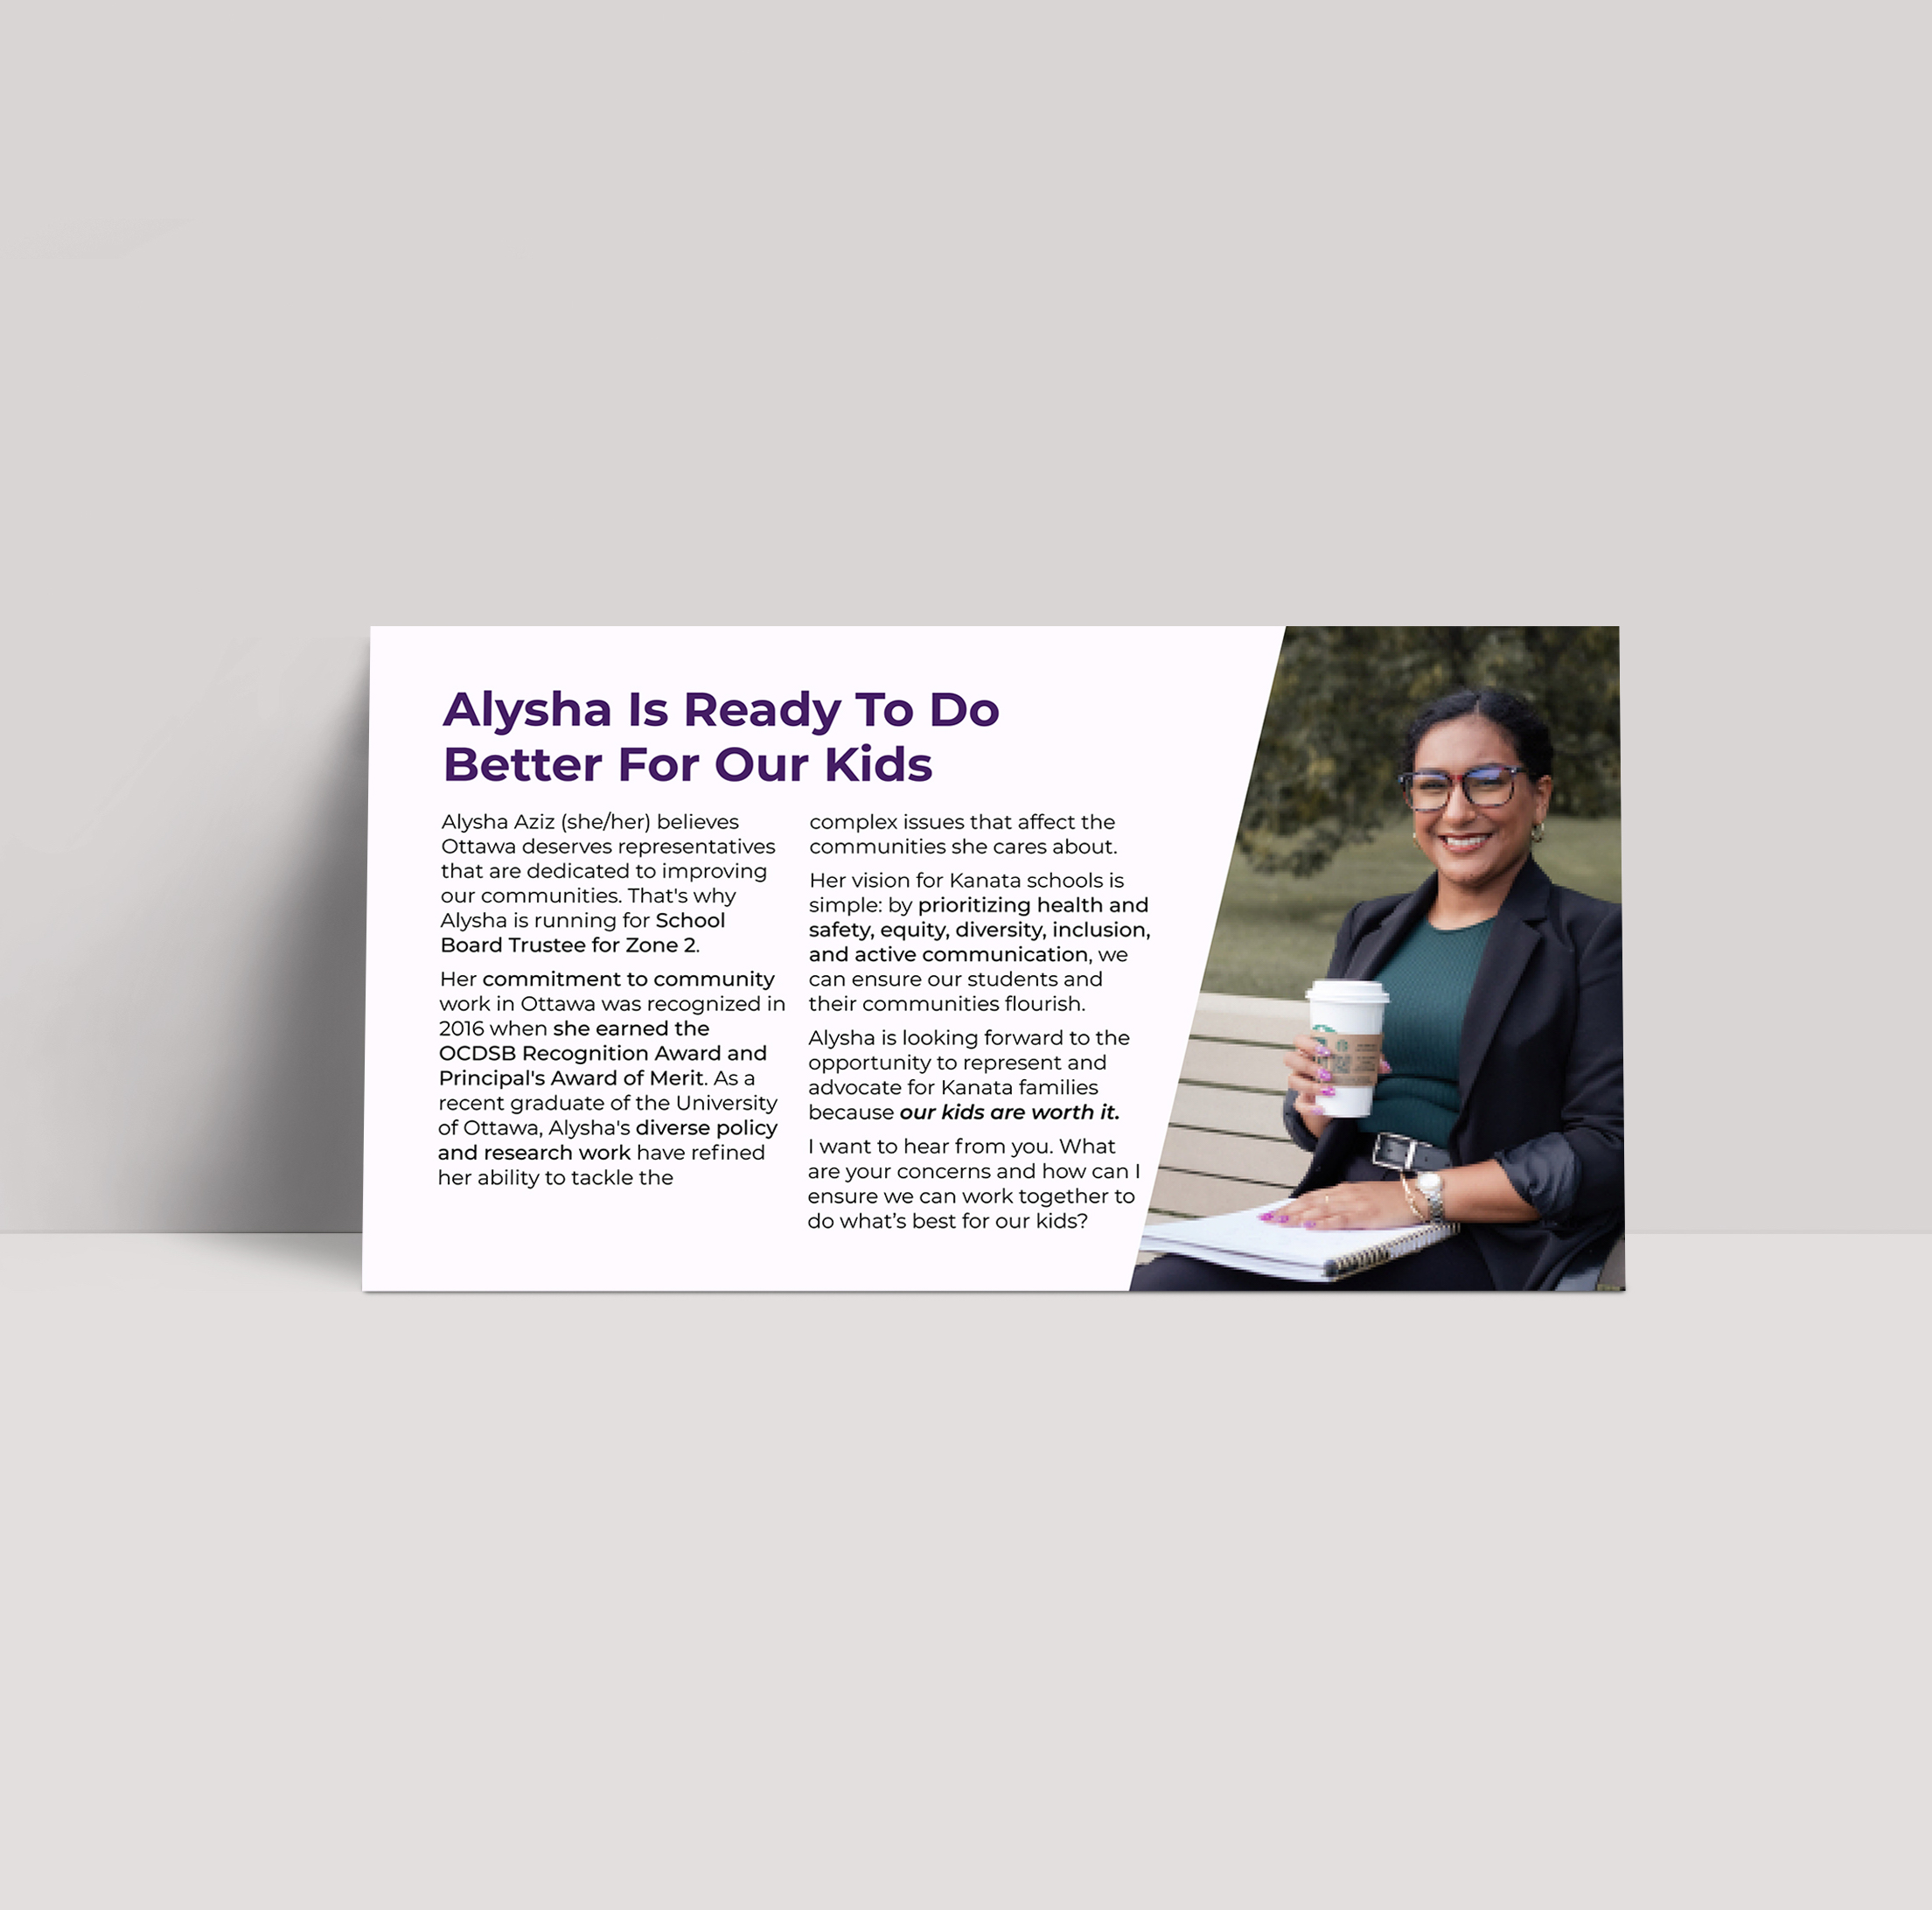 Alysha Is Ready To Do
Better For Our Kids
Alysha Aziz (she/her) believes
Ottawa deserves representatives
that are dedicated to improving
our communities. That's why
Alysha is running for School
Board Trustee for Zone 2.
Her commitment to community
work in Ottawa was recognized in
2016 when she earned the
OCDSB Recognition Award and
Principal's Award of Merit. As a
recent graduate of the University
of Ottawa, Alysha's diverse policy
and research work have refined
her ability to tackle the
complex issues that affect the
communities she cares about.
Her vision for Kanata schools is
simple: by prioritizing health and
safety, equity, diversity, inclusion,
and active communication, we
can ensure our students and
their communities flourish.
Alysha is looking forward to the
opportunity to represent and
advocate for Kanata families
because our kids are worth it.
I want to hear from you. What
are your concerns and how can I
ensure we can work together to
do what's best for our kids?